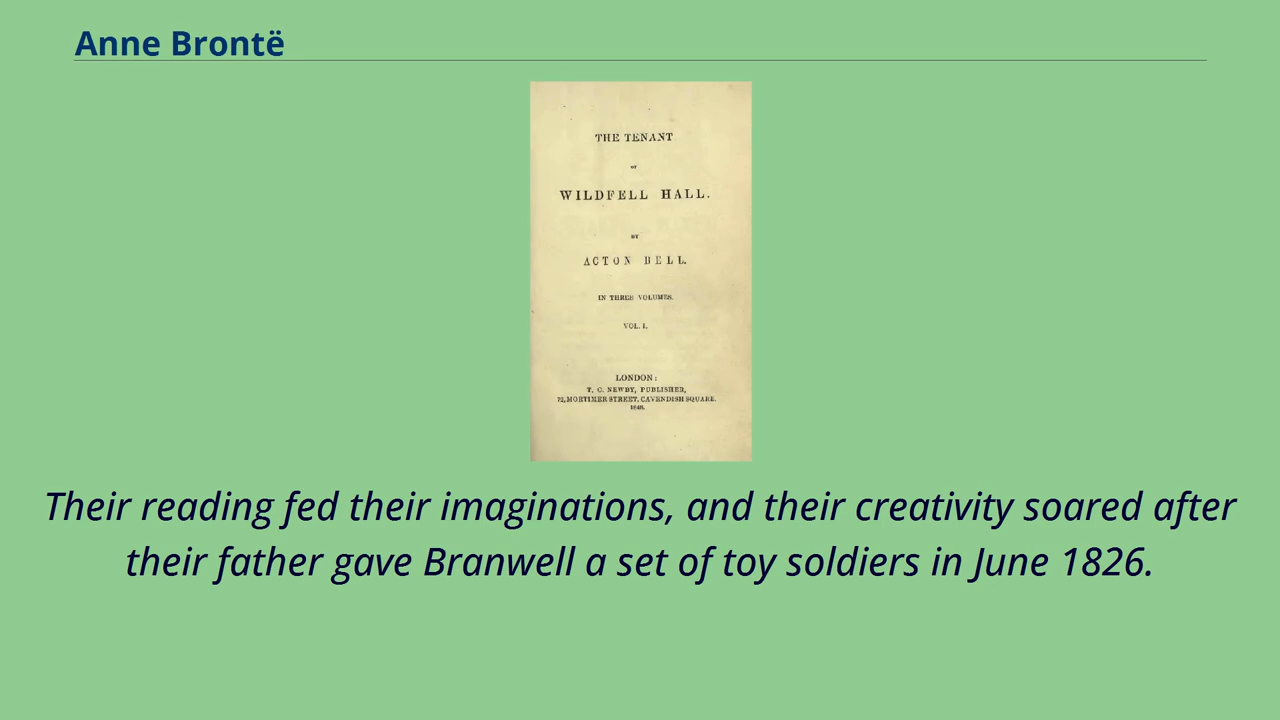 Anne Brontë
THE TENANT
OF
WILDFELL HALL.
BY
ACTON BELL.
IN THREE VOLUMES.
VOL. I.
LONDON:
T. C. NEWBY, PUBLISHER,
72, MORTIMER STREET, CAVENDISH SQUARE.
1848.
Their reading fed their imaginations, and their creativity soared after
their father gave Branwell a set of toy soldiers in June 1826.